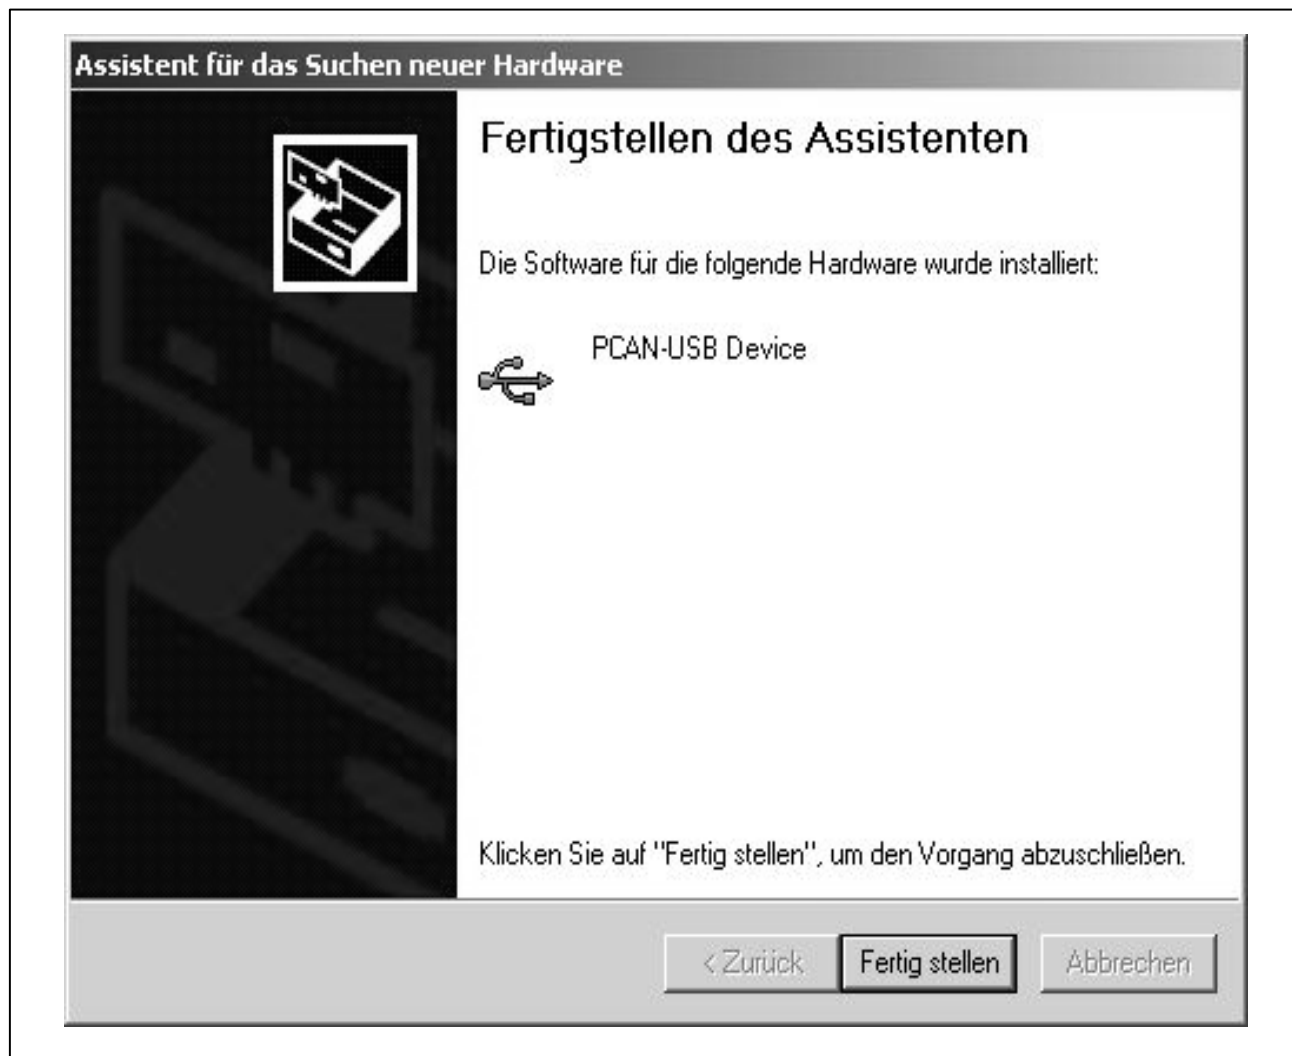 Assistent für das Suchen neuer Hardware
Fertigstellen des Assistenten
Die Software für die folgende Hardware wurde installiert:
PCAN-USB Device
Klicken Sie auf "Fertig stellen", um den Vorgang abzuschließen.
< Zurück Fertig stellen Abbrechen